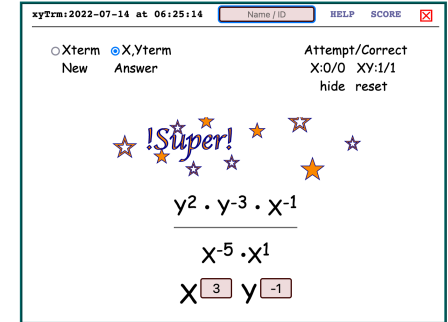 xyTrm:2022-07-14 at 06:25:14 Name / ID HELP SCORE
Xterm X,Yterm Attempt/Correct
New Answer X:0/0 XY:1/1
hide reset
!Super!
y² · y⁻³ · x⁻¹
x⁻⁵ · x¹
X 3 y -1